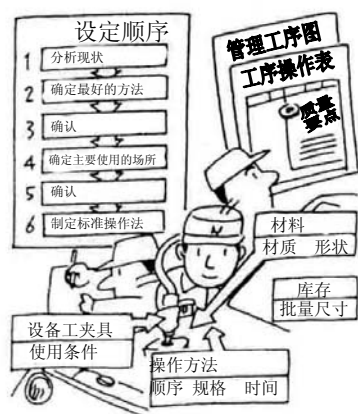 设定顺序
1 分析现状
2 确定最好的方法
3 确认
4 确定主要使用的场所
5 确认
6 制定标准操作法
管理工序图
工序操作表
质量
要点
材料
材质 形状
库存
批量尺寸
设备工夹具
使用条件
操作方法
顺序 规格 时间